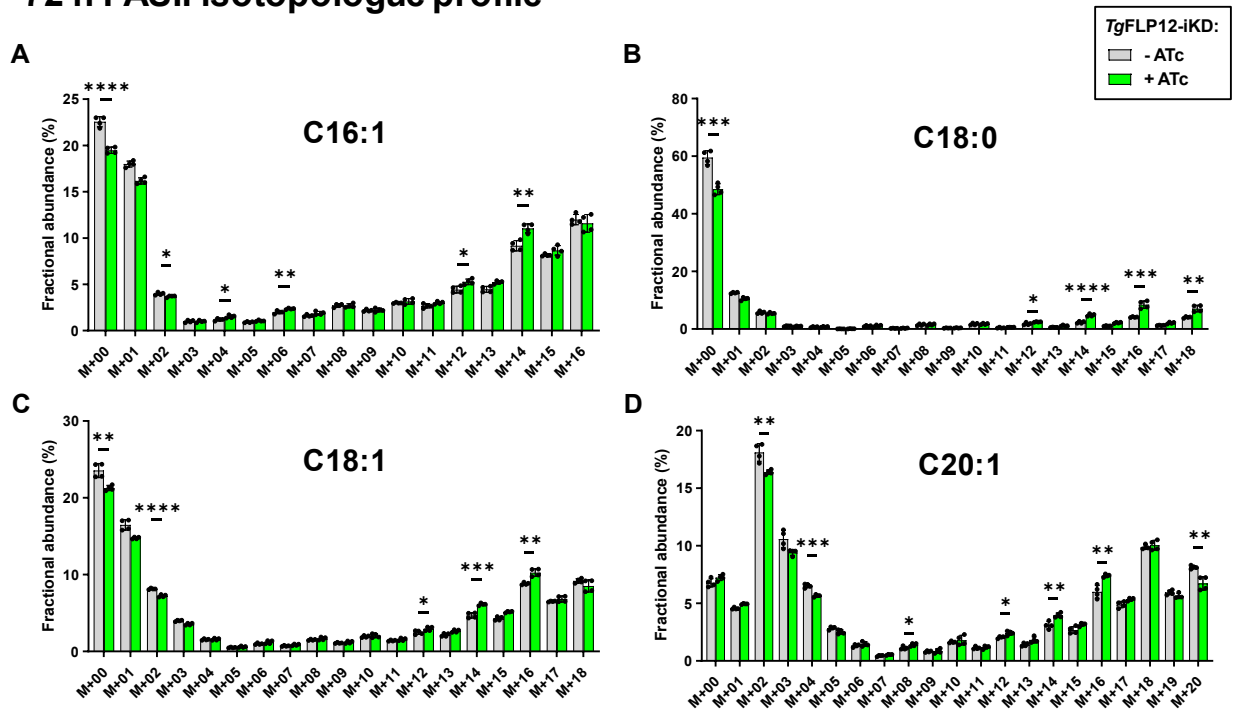 72 h FASII isotopologue profile
TgFLP12-iKD:
- ATc
+ ATc
A
C16:1
Fractional abundance (%)
25
20
15
10
5
0
**** * * ** * **
M+00 M+01 M+02 M+03 M+04 M+05 M+06 M+07 M+08 M+09 M+10 M+11 M+12 M+13 M+14 M+15 M+16
B
C18:0
Fractional abundance (%)
80
60
40
20
0
*** * **** *** **
M+00 M+01 M+02 M+03 M+04 M+05 M+06 M+07 M+08 M+09 M+10 M+11 M+12 M+13 M+14 M+15 M+16 M+17 M+18
C
C18:1
Fractional abundance (%)
30
20
10
0
** **** * *** **
M+00 M+01 M+02 M+03 M+04 M+05 M+06 M+07 M+08 M+09 M+10 M+11 M+12 M+13 M+14 M+15 M+16 M+17 M+18
D
C20:1
Fractional abundance (%)
20
15
10
5
0
** *** * * ** ** **
M+00 M+01 M+02 M+03 M+04 M+05 M+06 M+07 M+08 M+09 M+10 M+11 M+12 M+13 M+14 M+15 M+16 M+17 M+18 M+19 M+20